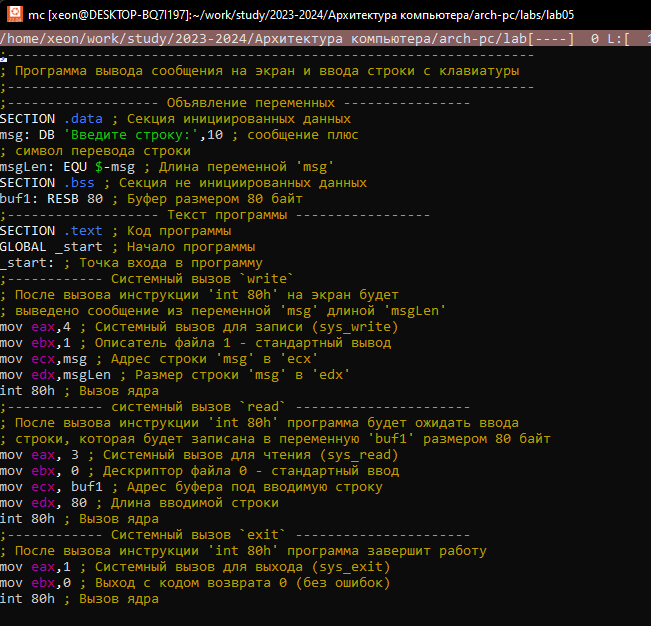 mc [xeon@DESKTOP-BQ7I197]:~/work/study/2023-2024/Архитектура компьютера/arch-pc/labs/lab05
/home/xeon/work/study/2023-2024/Архитектура компьютера/arch-pc/lab[----]  0 L:[  1
;-------------------------------------------------------------------
; Программа вывода сообщения на экран и ввода строки с клавиатуры
;-------------------------------------------------------------------
;------------------- Объявление переменных ----------------
SECTION .data ; Секция инициированных данных
msg: DB 'Введите строку:',10 ; сообщение плюс
; символ перевода строки
msgLen: EQU $-msg ; Длина переменной 'msg'
SECTION .bss ; Секция не инициированных данных
buf1: RESB 80 ; Буфер размером 80 байт
;------------------- Текст программы -----------------
SECTION .text ; Код программы
GLOBAL _start ; Начало программы
_start: ; Точка входа в программу
;------------ Системный вызов `write`
; После вызова инструкции 'int 80h' на экран будет
; выведено сообщение из переменной 'msg' длиной 'msgLen'
mov eax,4 ; Системный вызов для записи (sys_write)
mov ebx,1 ; Описатель файла 1 - стандартный вывод
mov ecx,msg ; Адрес строки 'msg' в 'ecx'
mov edx,msgLen ; Размер строки 'msg' в 'edx'
int 80h ; Вызов ядра
;------------ системный вызов `read` ----------------------
; После вызова инструкции 'int 80h' программа будет ожидать ввода
; строки, которая будет записана в переменную 'buf1' размером 80 байт
mov eax, 3 ; Системный вызов для чтения (sys_read)
mov ebx, 0 ; Дескриптор файла 0 - стандартный ввод
mov ecx, buf1 ; Адрес буфера под вводимую строку
mov edx, 80 ; Длина вводимой строки
int 80h ; Вызов ядра
;------------ Системный вызов `exit` ----------------------
; После вызова инструкции 'int 80h' программа завершит работу
mov eax,1 ; Системный вызов для выхода (sys_exit)
mov ebx,0 ; Выход с кодом возврата 0 (без ошибок)
int 80h ; Вызов ядра